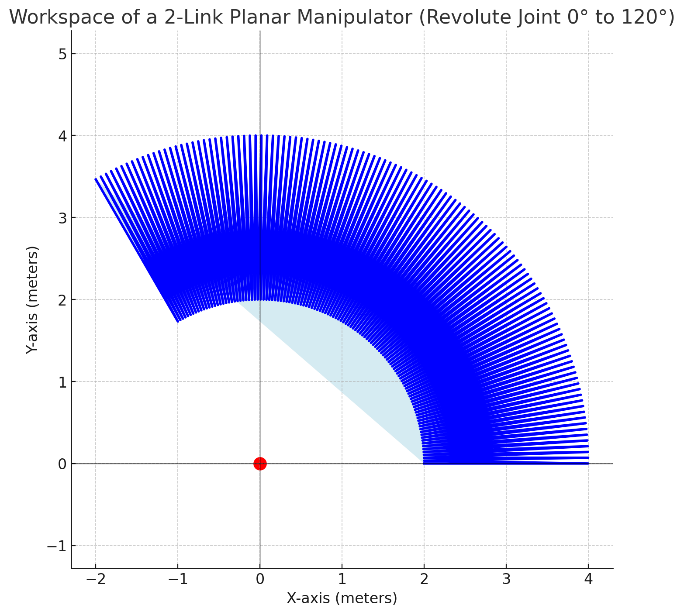 Workspace of a 2-Link Planar Manipulator (Revolute Joint 0° to 120°)
5
4
3
2
1
0
−1
Y-axis (meters)
−2 −1 0 1 2 3 4
X-axis (meters)